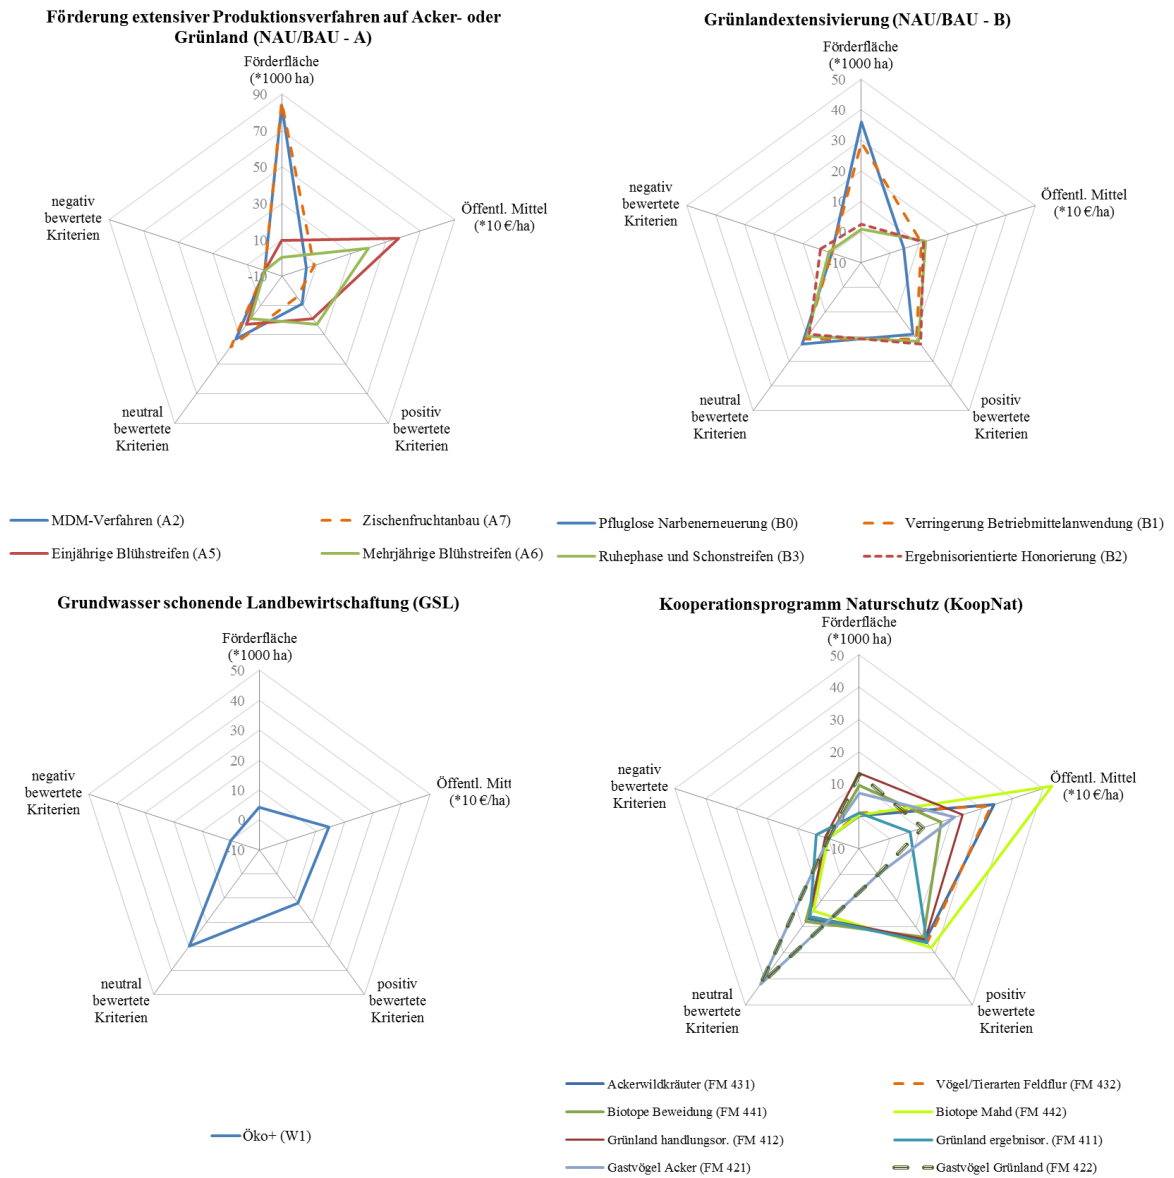 Förderung extensiver Produktionsverfahren auf Acker- oder
Grünland (NAU/BAU - A)
Förderfläche
(*1000 ha)
90
70
50
30
10
-10
Öffentl. Mittel
(*10 €/ha)
positiv
bewertete
Kriterien
neutral
bewertete
Kriterien
negativ
bewertete
Kriterien
MDM-Verfahren (A2)
Zischenfruchtanbau (A7)
Einjährige Blühstreifen (A5)
Mehrjährige Blühstreifen (A6)
Grünlandextensivierung (NAU/BAU - B)
Förderfläche
(*1000 ha)
50
40
30
20
10
0
-10
Öffentl. Mittel
(*10 €/ha)
positiv
bewertete
Kriterien
neutral
bewertete
Kriterien
negativ
bewertete
Kriterien
Pfluglose Narbenerneuerung (B0)
Verringerung Betriebmittelanwendung (B1)
Ruhephase und Schonstreifen (B3)
Ergebnisorientierte Honorierung (B2)
Grundwasser schonende Landbewirtschaftung (GSL)
Förderfläche
(*1000 ha)
50
40
30
20
10
0
-10
Öffentl. Mitt
(*10 €/ha)
positiv
bewertete
Kriterien
neutral
bewertete
Kriterien
negativ
bewertete
Kriterien
Öko+ (W1)
Kooperationsprogramm Naturschutz (KoopNat)
Förderfläche
(*1000 ha)
50
40
30
20
10
-10
Öffentl. Mittel
(*10 €/ha)
positiv
bewertete
Kriterien
neutral
bewertete
Kriterien
negativ
bewertete
Kriterien
Ackerwildkräuter (FM 431)
Vögel/Tierarten Feldflur (FM 432)
Biotope Beweidung (FM 441)
Biotope Mahd (FM 442)
Grünland handlungsor. (FM 412)
Grünland ergebnisor. (FM 411)
Gastvögel Acker (FM 421)
Gastvögel Grünland (FM 422)